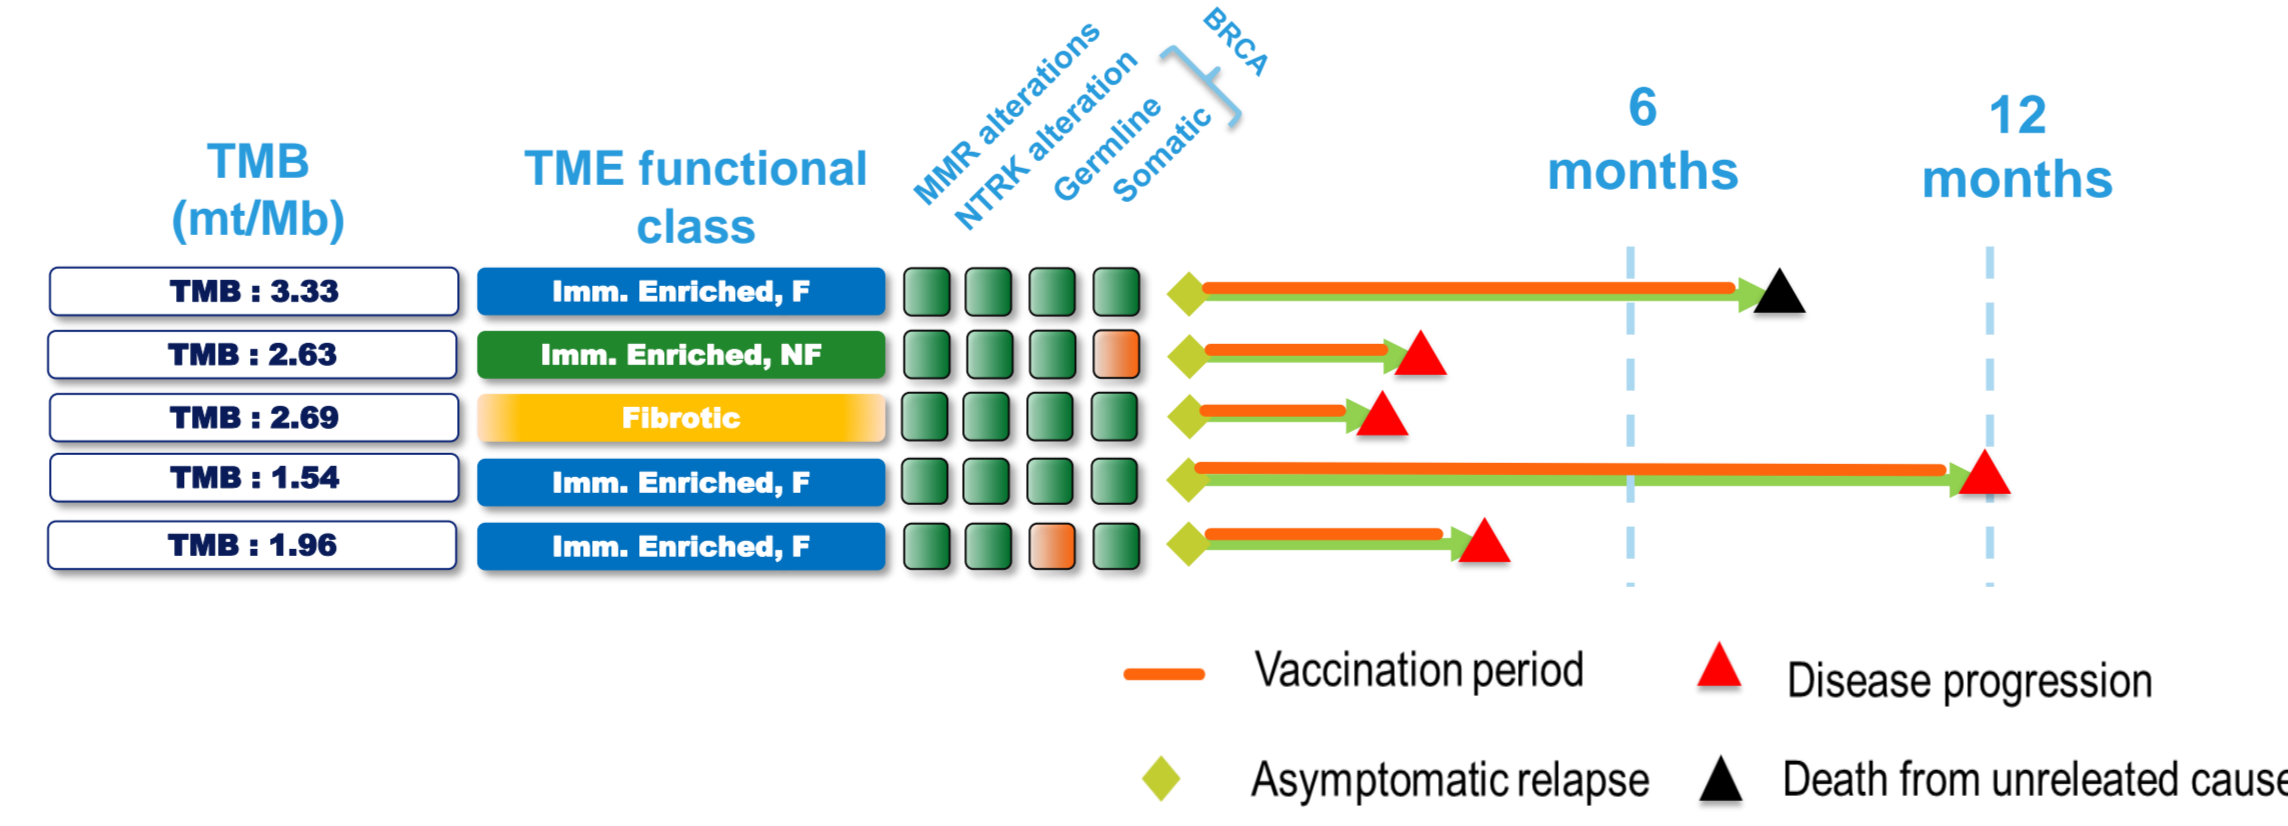 BRCA
MMR alterations
NTRK alteration
Germline
Somatic
6
months
12
months
TMB
(mt/Mb)
TME functional
class
TMB : 3.33
Imm. Enriched, F
TMB : 2.63
Imm. Enriched, NF
TMB : 2.69
Fibrotic
TMB : 1.54
Imm. Enriched, F
TMB : 1.96
Imm. Enriched, F
Vaccination period
Disease progression
Asymptomatic relapse
Death from unreleated cause